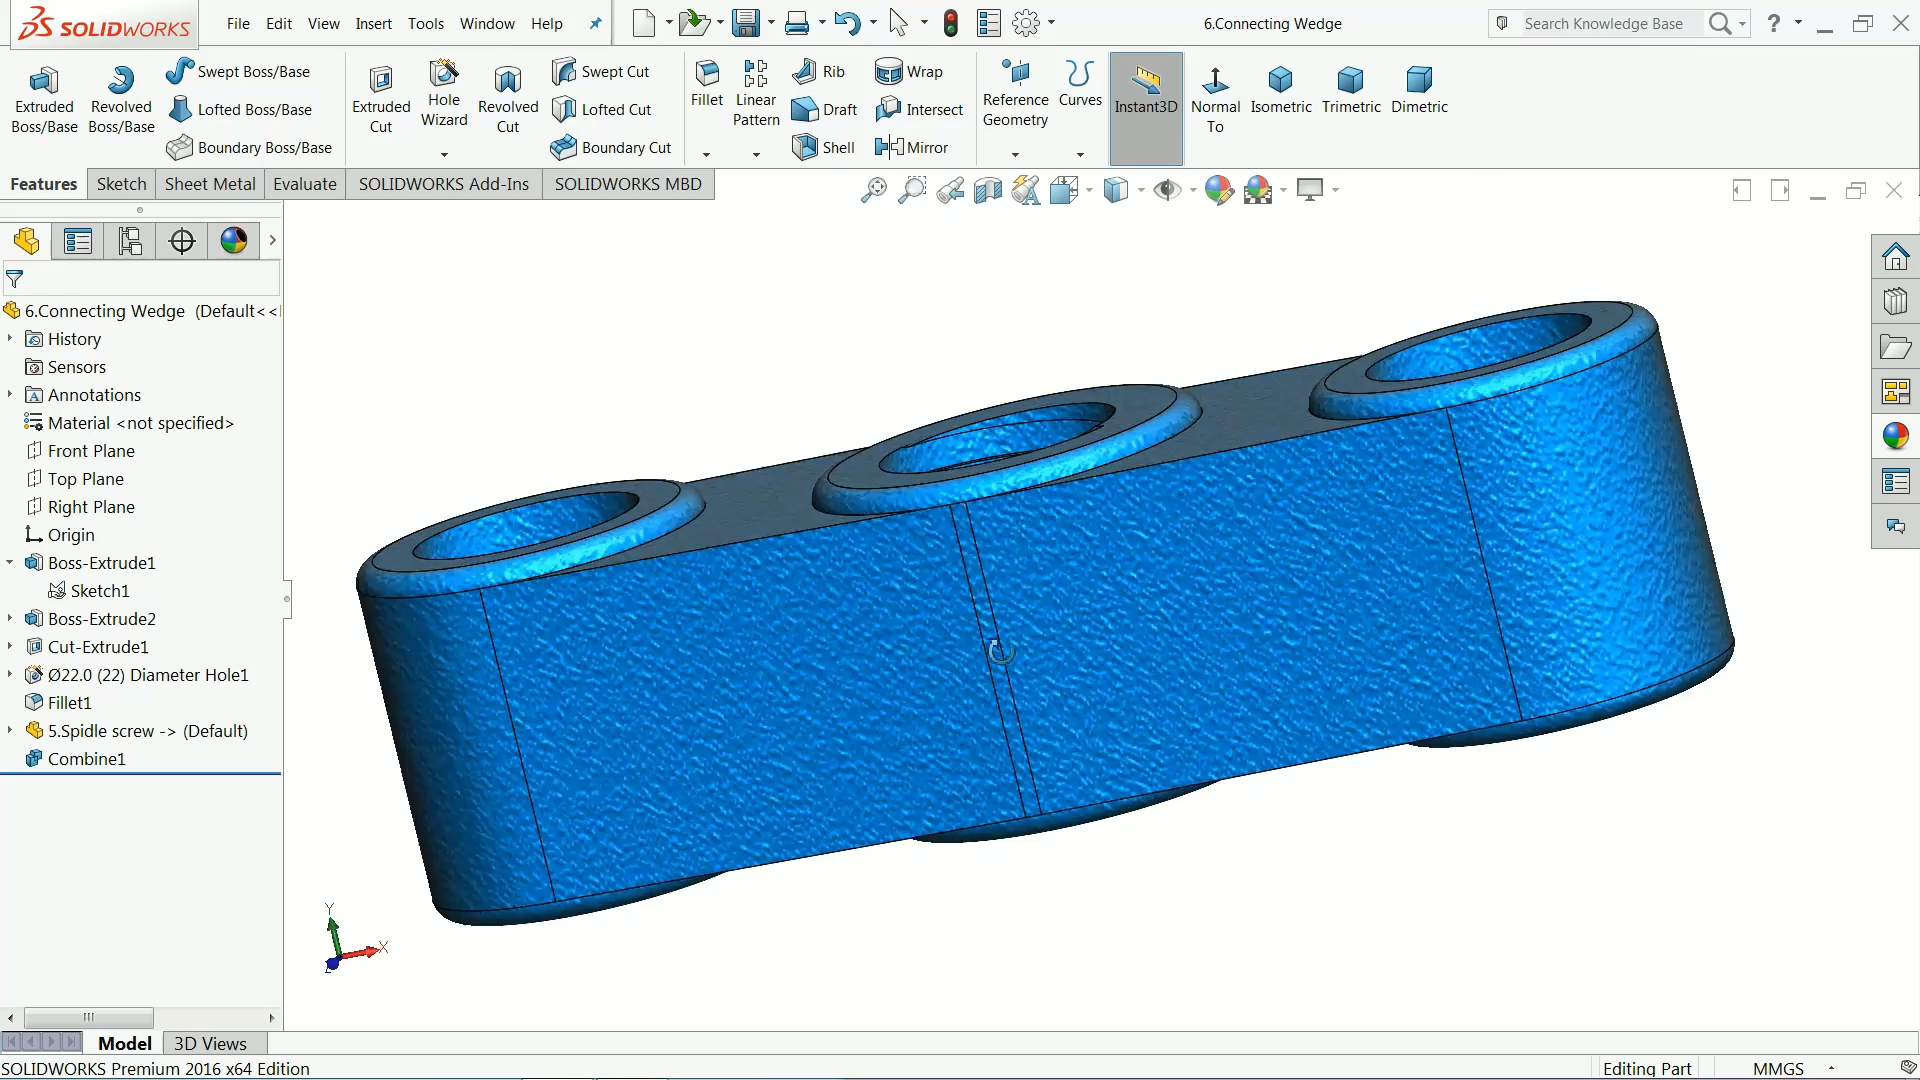 SOLIDWORKS
File Edit View Insert Tools Window Help
6.Connecting Wedge
Search Knowledge Base
?
Extruded Boss/Base
Revolved Boss/Base
Swept Boss/Base
Lofted Boss/Base
Boundary Boss/Base
Extruded Cut
Hole Wizard
Revolved Cut
Swept Cut
Lofted Cut
Boundary Cut
Fillet
Linear Pattern
Rib
Draft
Shell
Wrap
Intersect
Mirror
Reference Geometry
Curves
Instant3D
Normal To
Isometric
Trimetric
Dimetric
Features Sketch Sheet Metal Evaluate SOLIDWORKS Add-Ins SOLIDWORKS MBD
6.Connecting Wedge (Default<<
History
Sensors
Annotations
Material <not specified>
Front Plane
Top Plane
Right Plane
Origin
Boss-Extrude1
Sketch1
Boss-Extrude2
Cut-Extrude1
Ø22.0 (22) Diameter Hole1
Fillet1
5.Spidle screw -> (Default)
Combine1
Y
X
Z
Model 3D Views
SOLIDWORKS Premium 2016 x64 Edition
Editing Part
MMGS